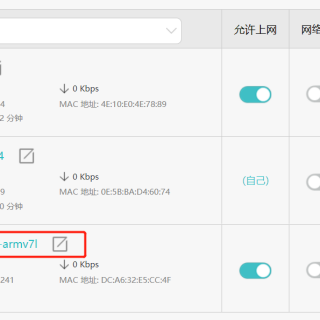 允许上网 网络
0 Kbps
4 MAC 地址: 4E:10:E0:4E:78:89
2 分钟
4
0 Kbps
(自己)
9 MAC 地址: 0E:5B:BA:D4:60:74
0 分钟
-armv7l
0 Kbps
241 MAC 地址: DC:A6:32:E5:CC:4F